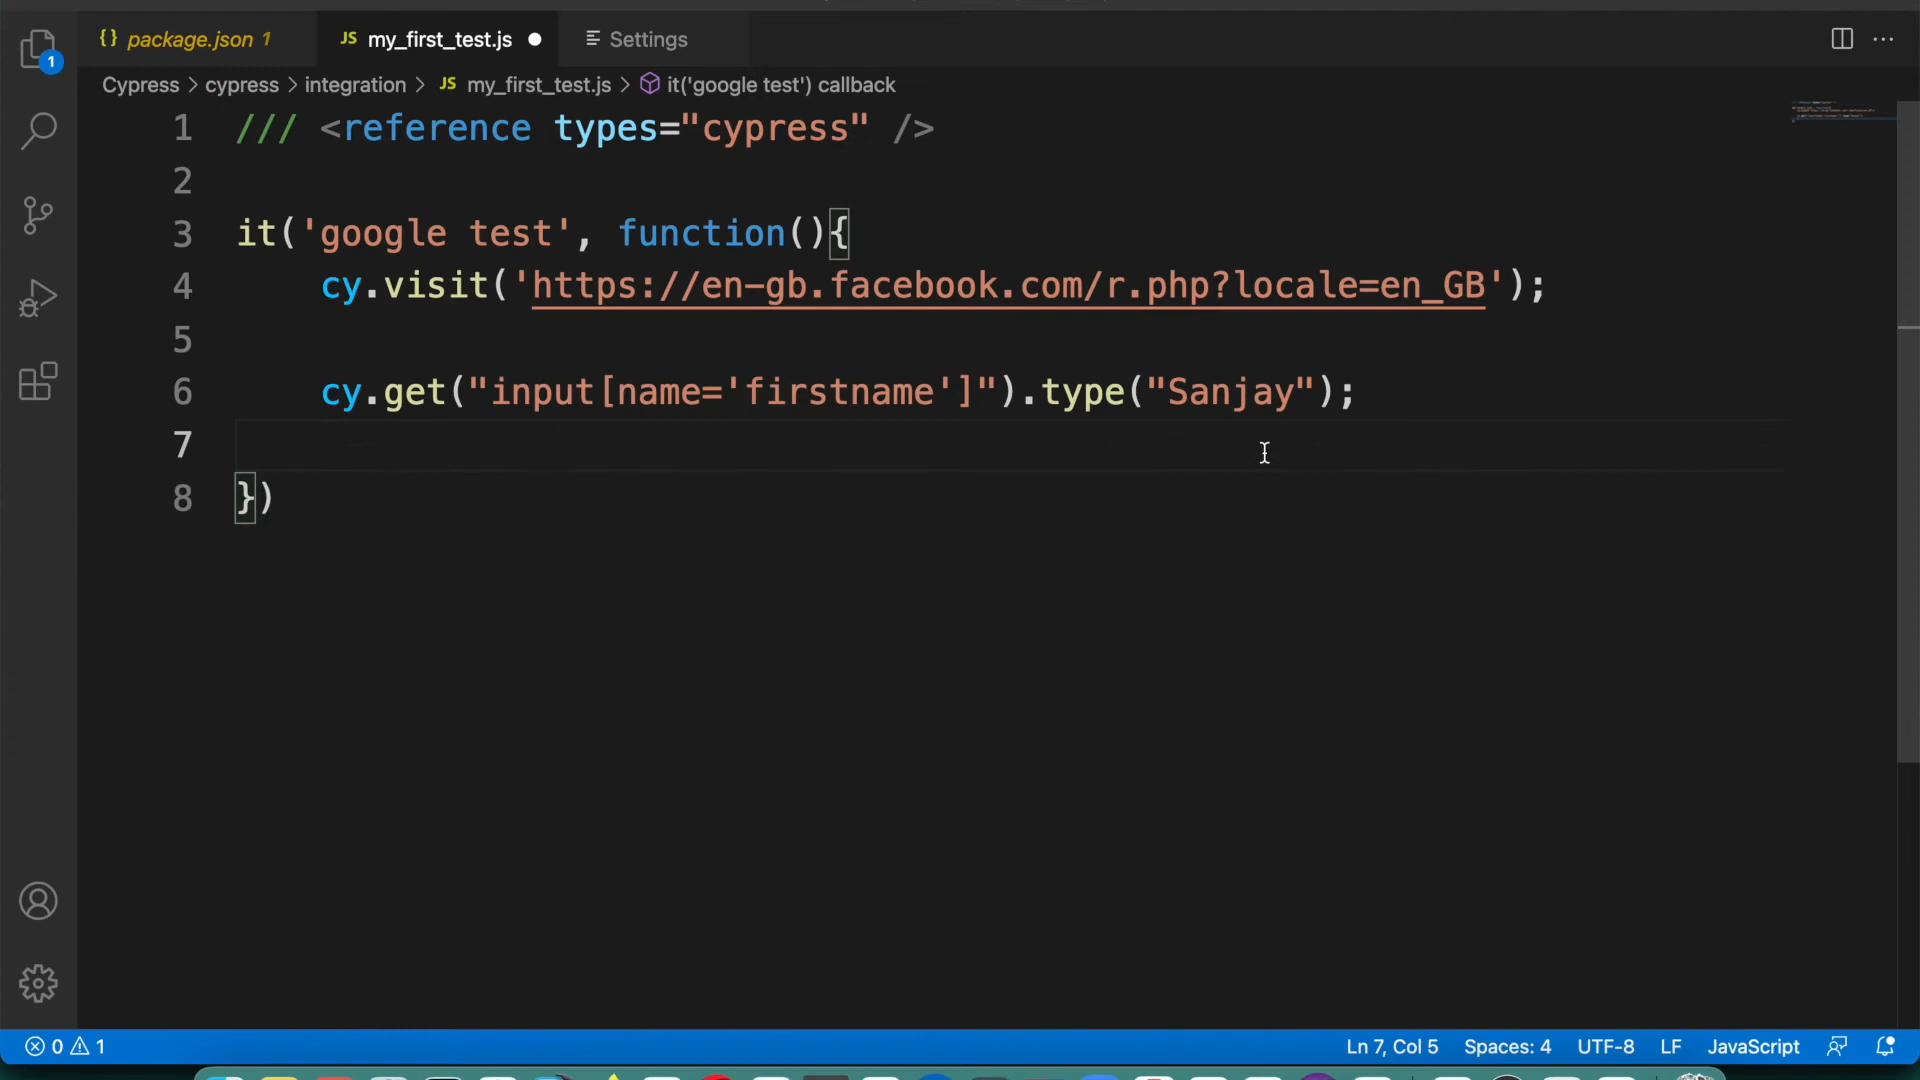 1
{} package.json 1
JS my_first_test.js
Settings
Cypress > cypress > integration > JS my_first_test.js > it('google test') callback
1 /// <reference types="cypress" />
2
3 it('google test', function(){
4 cy.visit('https://en-gb.facebook.com/r.php?locale=en_GB');
5
6 cy.get("input[name='firstname']").type("Sanjay");
7
8 })
0 1 Ln 7, Col 5 Spaces: 4 UTF-8 LF JavaScript